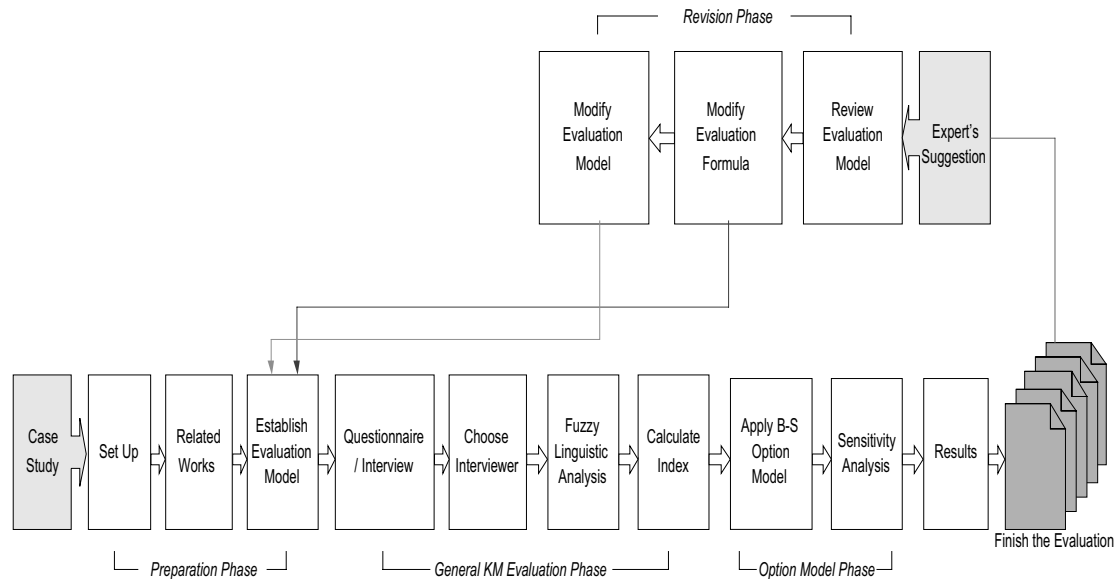 Revision Phase
Modify
Evaluation
Model
Modify
Evaluation
Formula
Review
Evaluation
Model
Expert's
Suggestion
Case
Study
Set Up
Related
Works
Establish
Evaluation
Model
Questionnaire
/ Interview
Choose
Interviewer
Fuzzy
Linguistic
Analysis
Calculate
Index
Apply B-S
Option
Model
Sensitivity
Analysis
Results
Finish the Evaluation
Preparation Phase
General KM Evaluation Phase
Option Model Phase